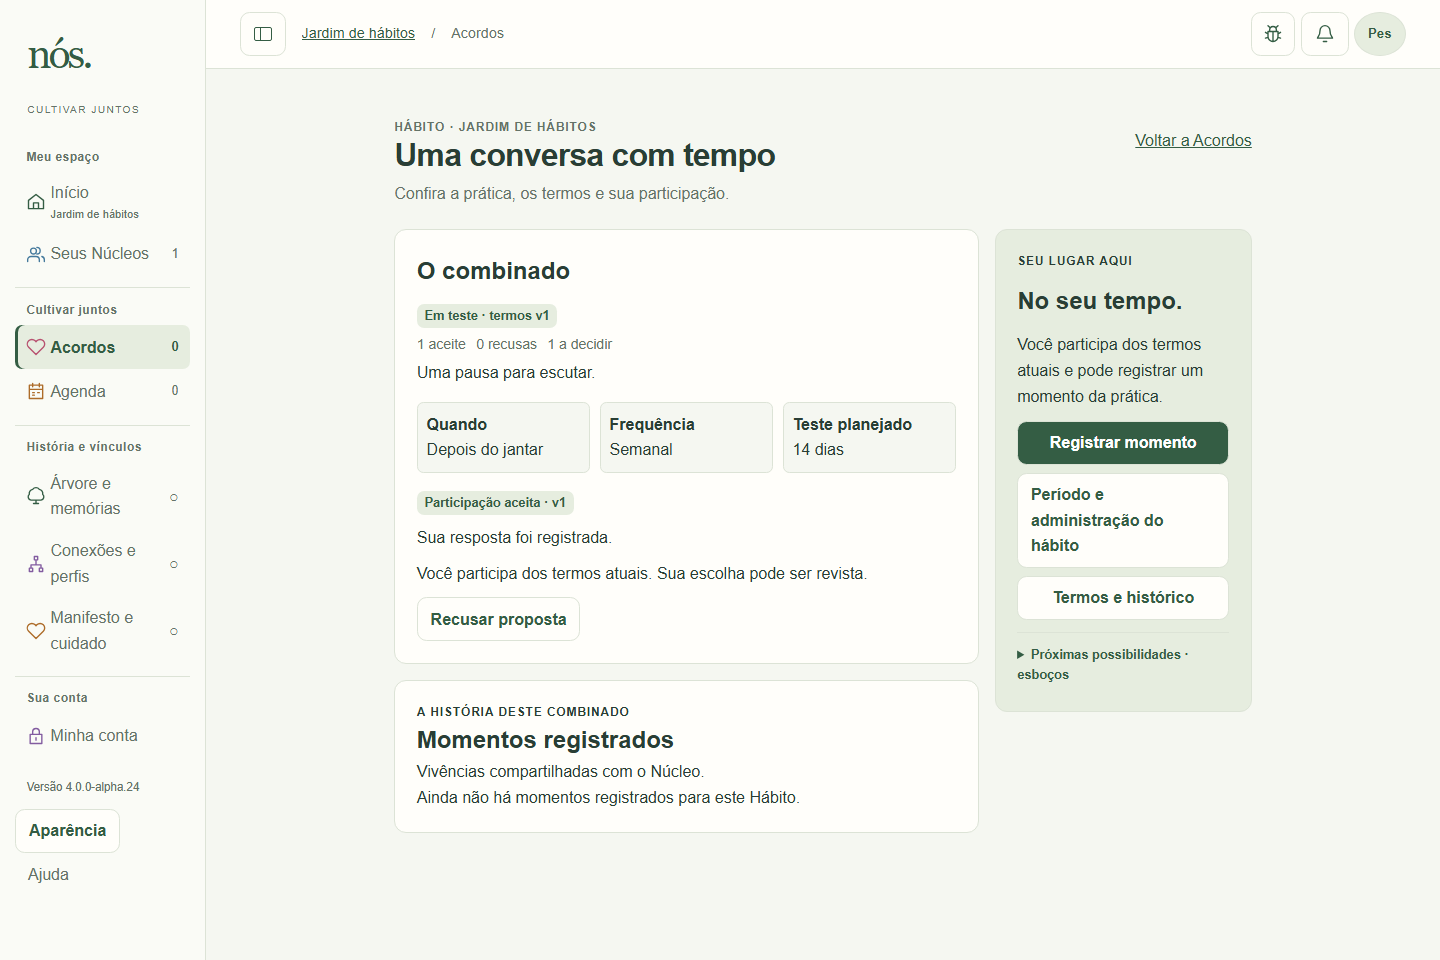 nós.
CULTIVAR JUNTOS
Meu espaço
Início
Jardim de hábitos
Seus Núcleos 1
Cultivar juntos
Acordos 0
Agenda 0
História e vínculos
Árvore e
memórias
Conexões e
perfis
Manifesto e
cuidado
Sua conta
Minha conta
Versão 4.0.0-alpha.24
Aparência
Ajuda
Jardim de hábitos / Acordos
Pes
HÁBITO · JARDIM DE HÁBITOS
Uma conversa com tempo
Confira a prática, os termos e sua participação.
Voltar a Acordos
O combinado
Em teste · termos v1
1 aceite 0 recusas 1 a decidir
Uma pausa para escutar.
Quando
Depois do jantar
Frequência
Semanal
Teste planejado
14 dias
Participação aceita · v1
Sua resposta foi registrada.
Você participa dos termos atuais. Sua escolha pode ser revista.
Recusar proposta
A HISTÓRIA DESTE COMBINADO
Momentos registrados
Vivências compartilhadas com o Núcleo.
Ainda não há momentos registrados para este Hábito.
SEU LUGAR AQUI
No seu tempo.
Você participa dos termos
atuais e pode registrar um
momento da prática.
Registrar momento
Período e
administração do
hábito
Termos e histórico
Próximas possibilidades ·
esboços